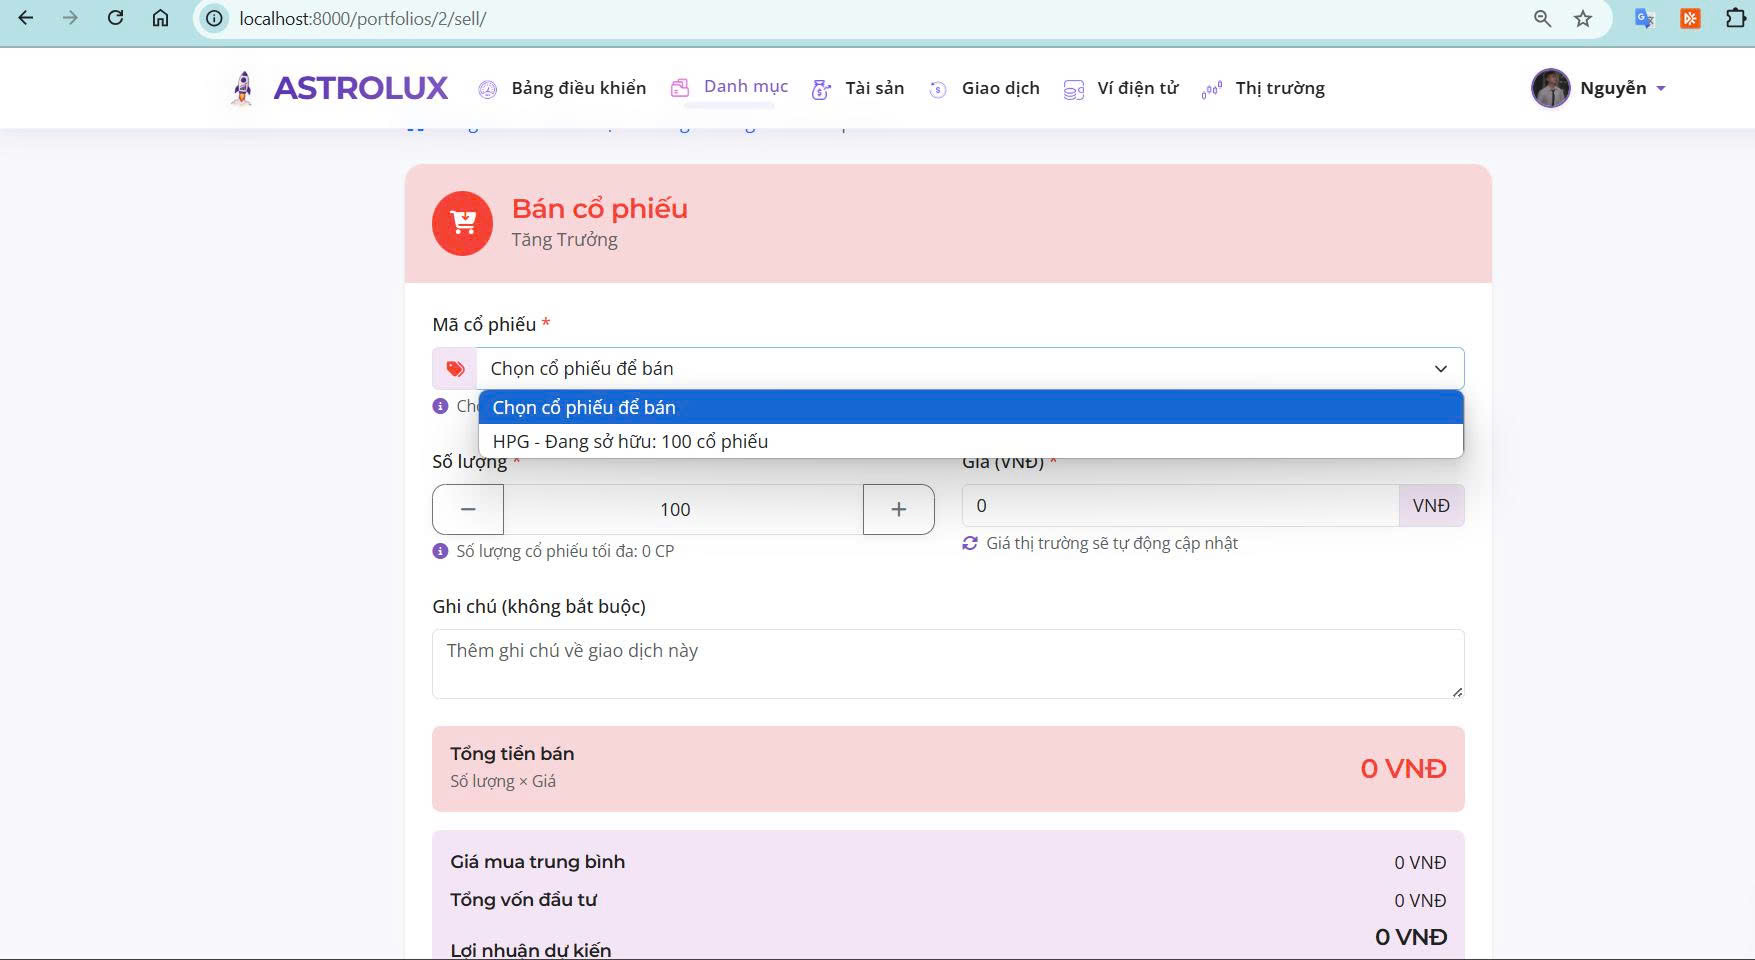 localhost:8000/portfolios/2/sell/
ASTROLUX
Bảng điều khiển
Danh mục
Tài sản
Giao dịch
Ví điện tử
Thị trường
Nguyễn
Bán cổ phiếu
Tăng Trưởng
Mã cổ phiếu *
Chọn cổ phiếu để bán
Chọn cổ phiếu để bán
HPG - Đang sở hữu: 100 cổ phiếu
Số lượng *
Giá (VNĐ) *
− 100 +
0 VNĐ
Số lượng cổ phiếu tối đa: 0 CP
Giá thị trường sẽ tự động cập nhật
Ghi chú (không bắt buộc)
Thêm ghi chú về giao dịch này
Tổng tiền bán
Số lượng × Giá
0 VNĐ
Giá mua trung bình 0 VNĐ
Tổng vốn đầu tư 0 VNĐ
Lợi nhuận dự kiến 0 VNĐ